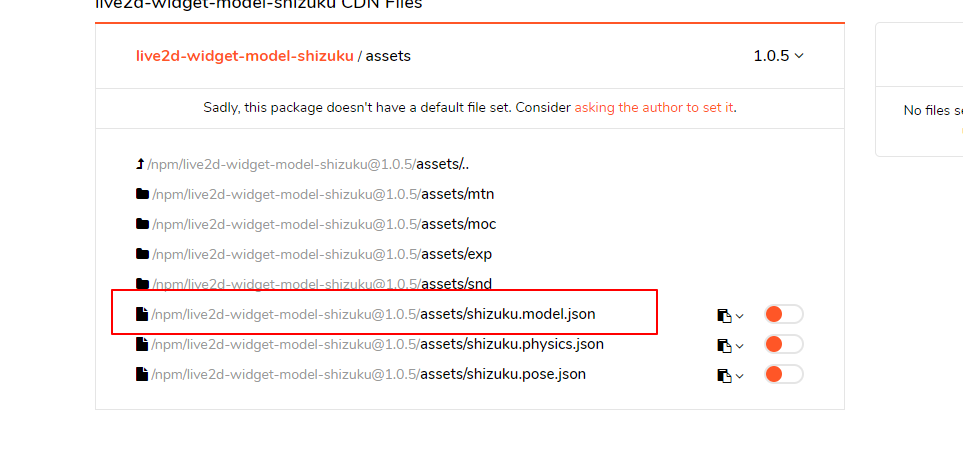 live2d-widget-model-shizuku CDN Files
live2d-widget-model-shizuku / assets
1.0.5
Sadly, this package doesn't have a default file set. Consider asking the author to set it.
No files se
/npm/live2d-widget-model-shizuku@1.0.5/assets/..
/npm/live2d-widget-model-shizuku@1.0.5/assets/mtn
/npm/live2d-widget-model-shizuku@1.0.5/assets/moc
/npm/live2d-widget-model-shizuku@1.0.5/assets/exp
/npm/live2d-widget-model-shizuku@1.0.5/assets/snd
/npm/live2d-widget-model-shizuku@1.0.5/assets/shizuku.model.json
/npm/live2d-widget-model-shizuku@1.0.5/assets/shizuku.physics.json
/npm/live2d-widget-model-shizuku@1.0.5/assets/shizuku.pose.json